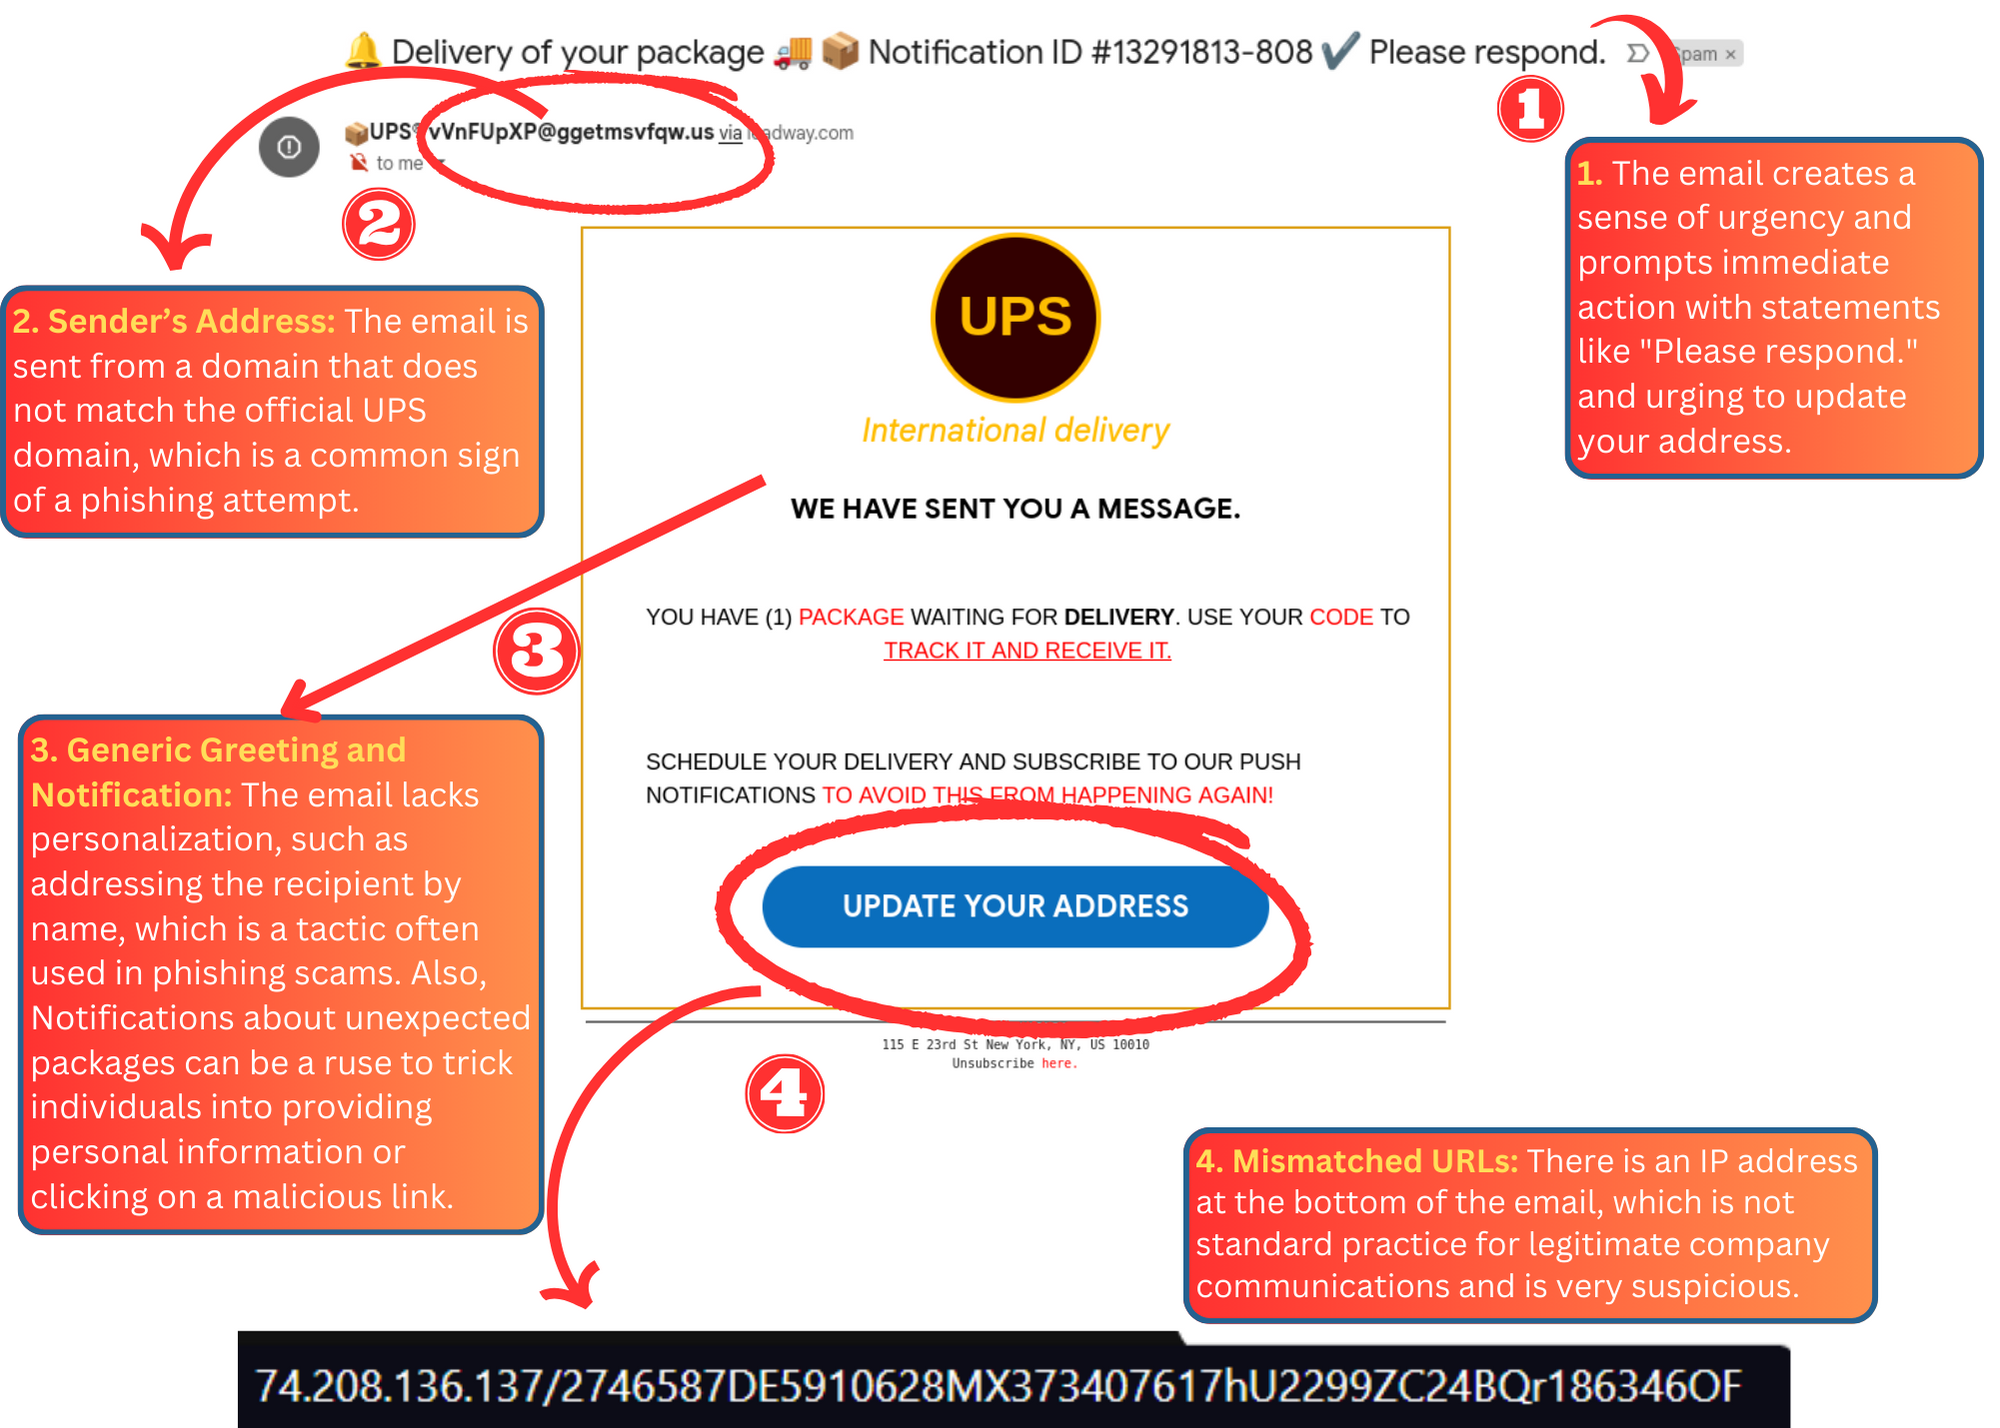 🔔 Delivery of your package 🚚 📦 Notification ID #13291813-808 ✔ Please respond. Spam ×
1
📦UPS® vVnFUpXP@ggetmsvfqw.us via leadway.com
to me
2
1. The email creates a
sense of urgency and
prompts immediate
action with statements
like "Please respond."
and urging to update
your address.
2. Sender’s Address: The email is
sent from a domain that does
not match the official UPS
domain, which is a common sign
of a phishing attempt.
UPS
International delivery
WE HAVE SENT YOU A MESSAGE.
YOU HAVE (1) PACKAGE WAITING FOR DELIVERY. USE YOUR CODE TO
TRACK IT AND RECEIVE IT.
3
SCHEDULE YOUR DELIVERY AND SUBSCRIBE TO OUR PUSH
NOTIFICATIONS TO AVOID THIS FROM HAPPENING AGAIN!
UPDATE YOUR ADDRESS
3. Generic Greeting and
Notification: The email lacks
personalization, such as
addressing the recipient by
name, which is a tactic often
used in phishing scams. Also,
Notifications about unexpected
packages can be a ruse to trick
individuals into providing
personal information or
clicking on a malicious link.
115 E 23rd St New York, NY, US 10010
Unsubscribe here.
4
4. Mismatched URLs: There is an IP address
at the bottom of the email, which is not
standard practice for legitimate company
communications and is very suspicious.
74.208.136.137/2746587DE5910628MX373407617hU2299ZC24BQr186346OF